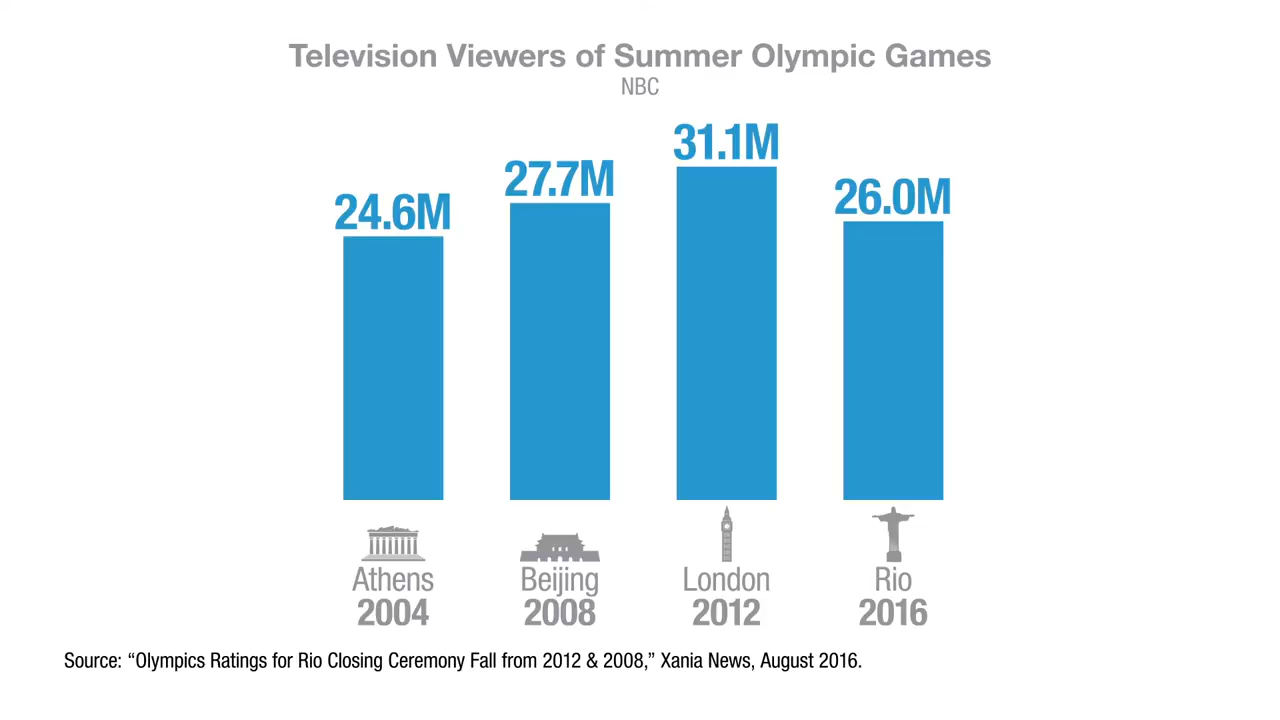 Television Viewers of Summer Olympic Games
NBC
24.6M
27.7M
31.1M
26.0M
Athens
2004
Beijing
2008
London
2012
Rio
2016
Source: “Olympics Ratings for Rio Closing Ceremony Fall from 2012 & 2008,” Xania News, August 2016.